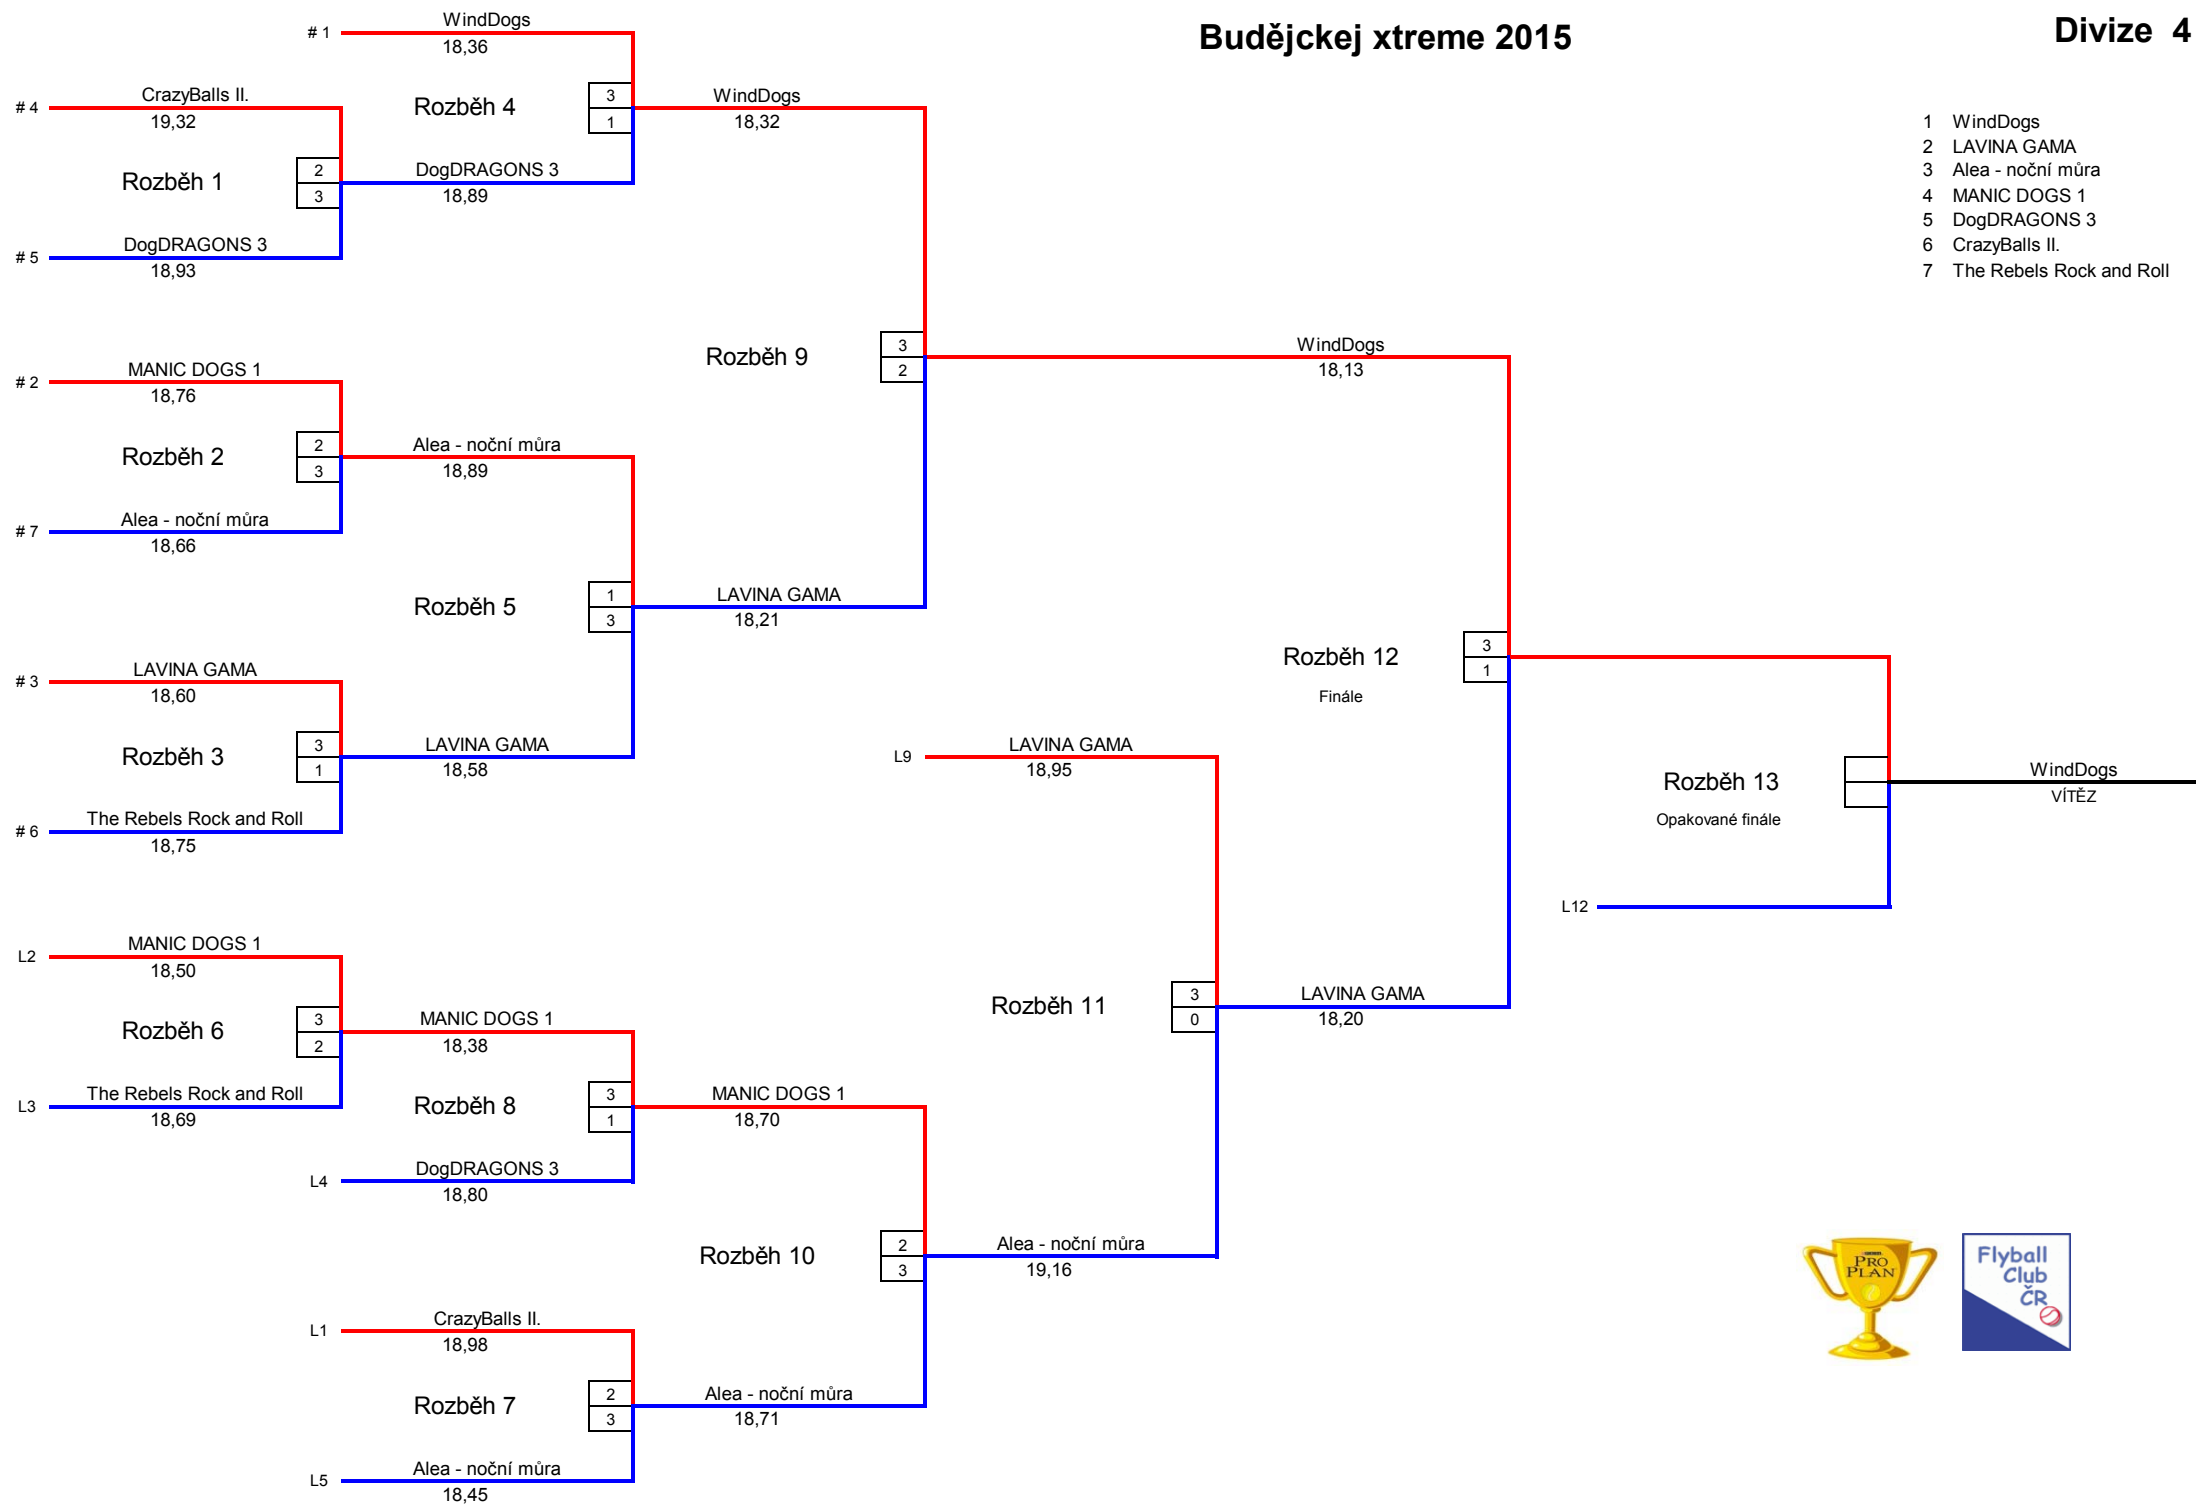 Budějckej xtreme 2015
Divize 4
1 WindDogs
2 LAVINA GAMA
3 Alea - noční můra
4 MANIC DOGS 1
5 DogDRAGONS 3
6 CrazyBalls II.
7 The Rebels Rock and Roll
# 1
WindDogs
18,36
# 4
CrazyBalls II.
19,32
Rozběh 1
2
3
# 5
DogDRAGONS 3
18,93
Rozběh 4
3
1
DogDRAGONS 3
18,89
WindDogs
18,32
# 2
MANIC DOGS 1
18,76
Rozběh 2
2
3
# 7
Alea - noční můra
18,66
Alea - noční můra
18,89
Rozběh 5
1
3
# 3
LAVINA GAMA
18,60
Rozběh 3
3
1
# 6
The Rebels Rock and Roll
18,75
LAVINA GAMA
18,58
LAVINA GAMA
18,21
Rozběh 9
3
2
WindDogs
18,13
L2
MANIC DOGS 1
18,50
Rozběh 6
3
2
L3
The Rebels Rock and Roll
18,69
MANIC DOGS 1
18,38
Rozběh 8
3
1
L4
DogDRAGONS 3
18,80
MANIC DOGS 1
18,70
L1
CrazyBalls II.
18,98
Rozběh 7
2
3
L5
Alea - noční můra
18,45
Alea - noční můra
18,71
Rozběh 10
2
3
Alea - noční můra
19,16
L9
LAVINA GAMA
18,95
Rozběh 11
3
0
LAVINA GAMA
18,20
Rozběh 12
Finále
3
1
Rozběh 13
Opakované finále
L12
WindDogs
VÍTĚZ
PRO
PLAN
Flyball
Club
ČR